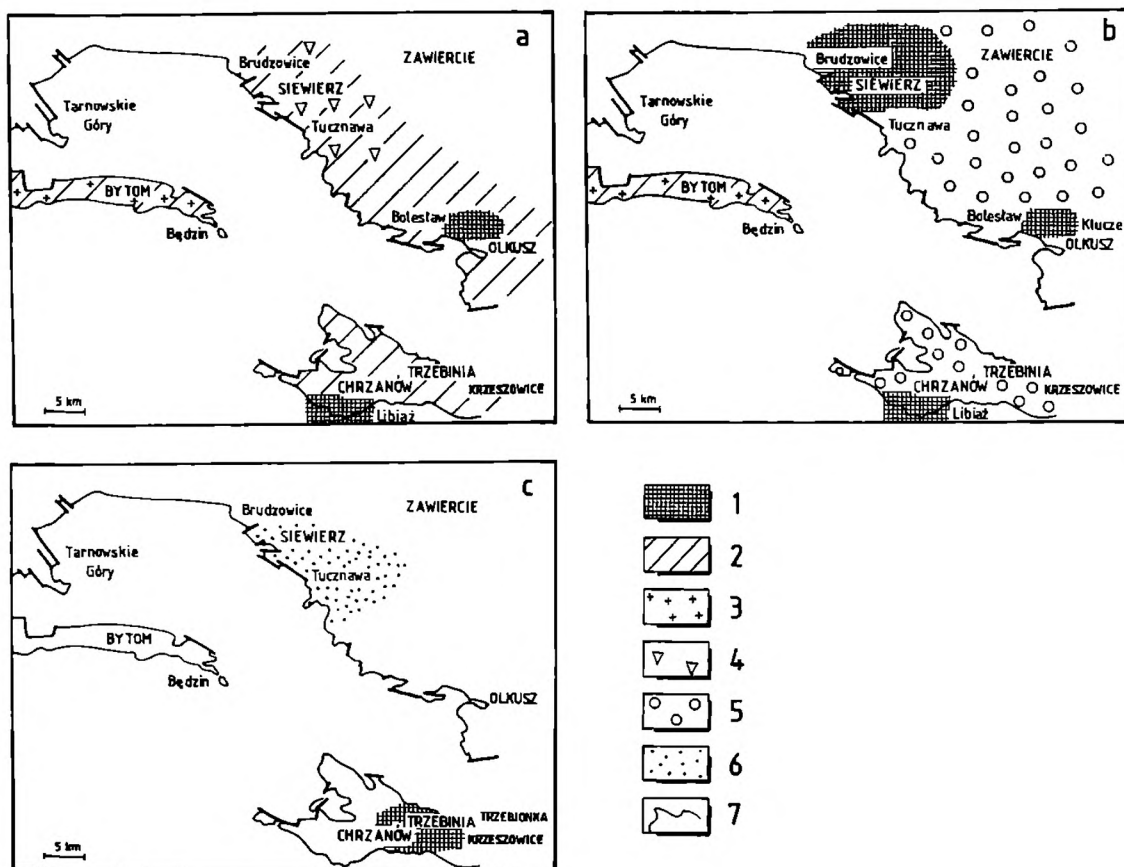 a
ZAWIERCIE
Brudzowice
SIEWIERZ
Tarnowskie
Góry
Tucznawa
BYTOM
Będzin
Bolesław
OLKUSZ
TRZEBINIA
CHRZANÓW
KRZESZOWICE
Libiąż
5 km
b
ZAWIERCIE
Brudzowice
SIEWIERZ
Tarnowskie
Góry
Tucznawa
BYTOM
Będzin
Bolesław
Klucze
OLKUSZ
TRZEBINIA
CHRZANÓW
KRZESZOWICE
Libiąż
5 km
c
ZAWIERCIE
Brudzowice
SIEWIERZ
Tarnowskie
Góry
Tucznawa
BYTOM
Będzin
OLKUSZ
TRZEBINIA TRZEBIONKA
CHRZANÓW KRZESZOWICE
5 km
1
2
3
4
5
6
7